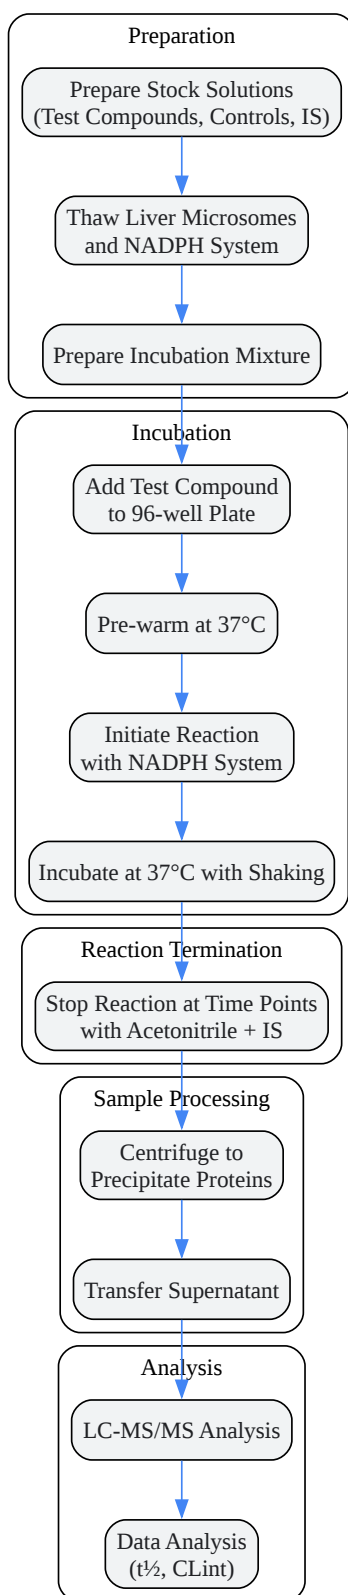 Preparation
Prepare Stock Solutions
(Test Compounds, Controls, IS)
Thaw Liver Microsomes
and NADPH System
Prepare Incubation Mixture
Incubation
Add Test Compound
to 96-well Plate
Pre-warm at 37°C
Initiate Reaction
with NADPH System
Incubate at 37°C with Shaking
Reaction Termination
Stop Reaction at Time Points
with Acetonitrile + IS
Sample Processing
Centrifuge to
Precipitate Proteins
Transfer Supernatant
Analysis
LC-MS/MS Analysis
Data Analysis
(t½, CLint)